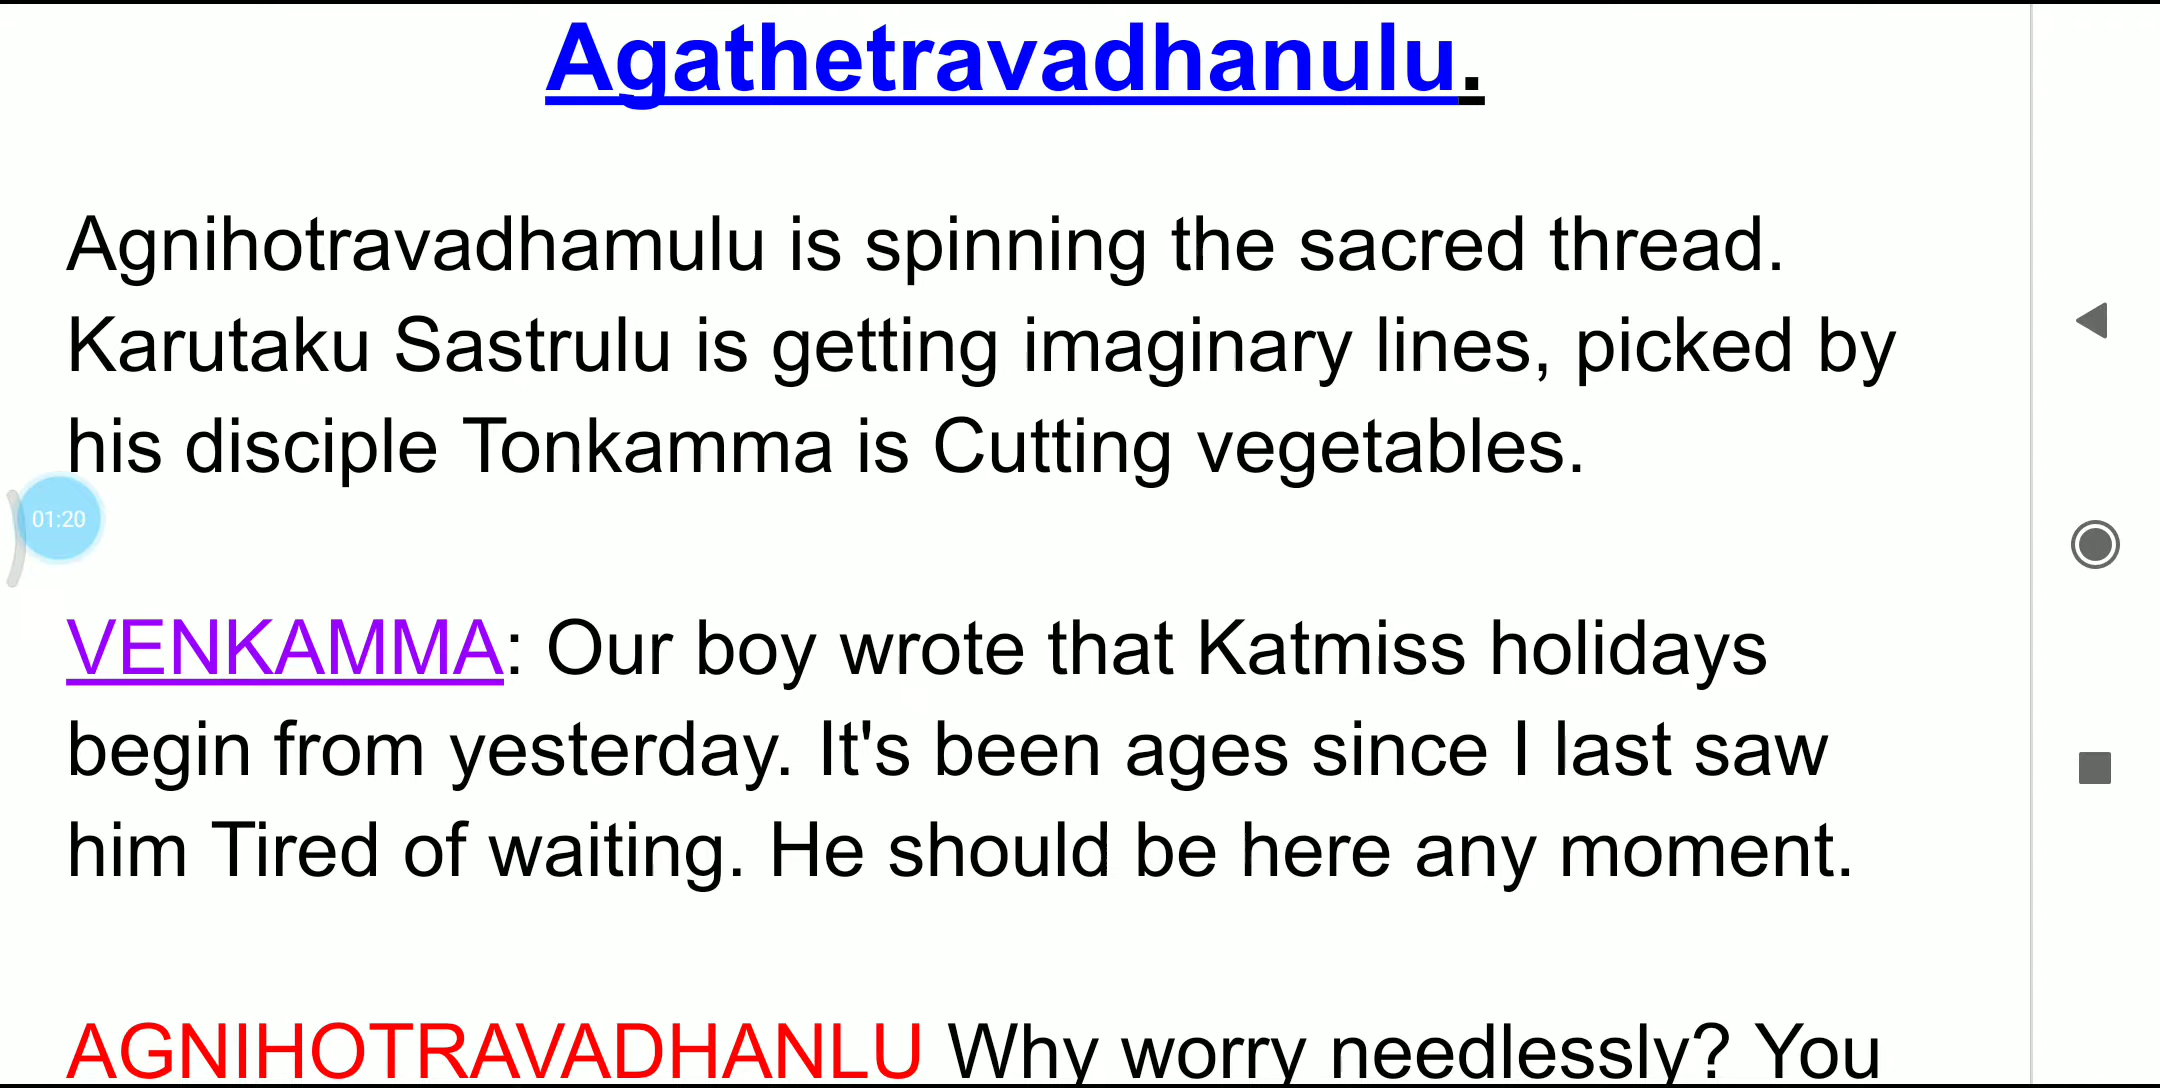 Agathetravadhanulu.
Agnihotravadhamulu is spinning the sacred thread.
Karutaku Sastrulu is getting imaginary lines, picked by
his disciple Tonkamma is Cutting vegetables.
01:20
VENKAMMA: Our boy wrote that Katmiss holidays
begin from yesterday. It's been ages since I last saw
him Tired of waiting. He should be here any moment.
AGNIHOTRAVADHANLU Why worry needlessly? You